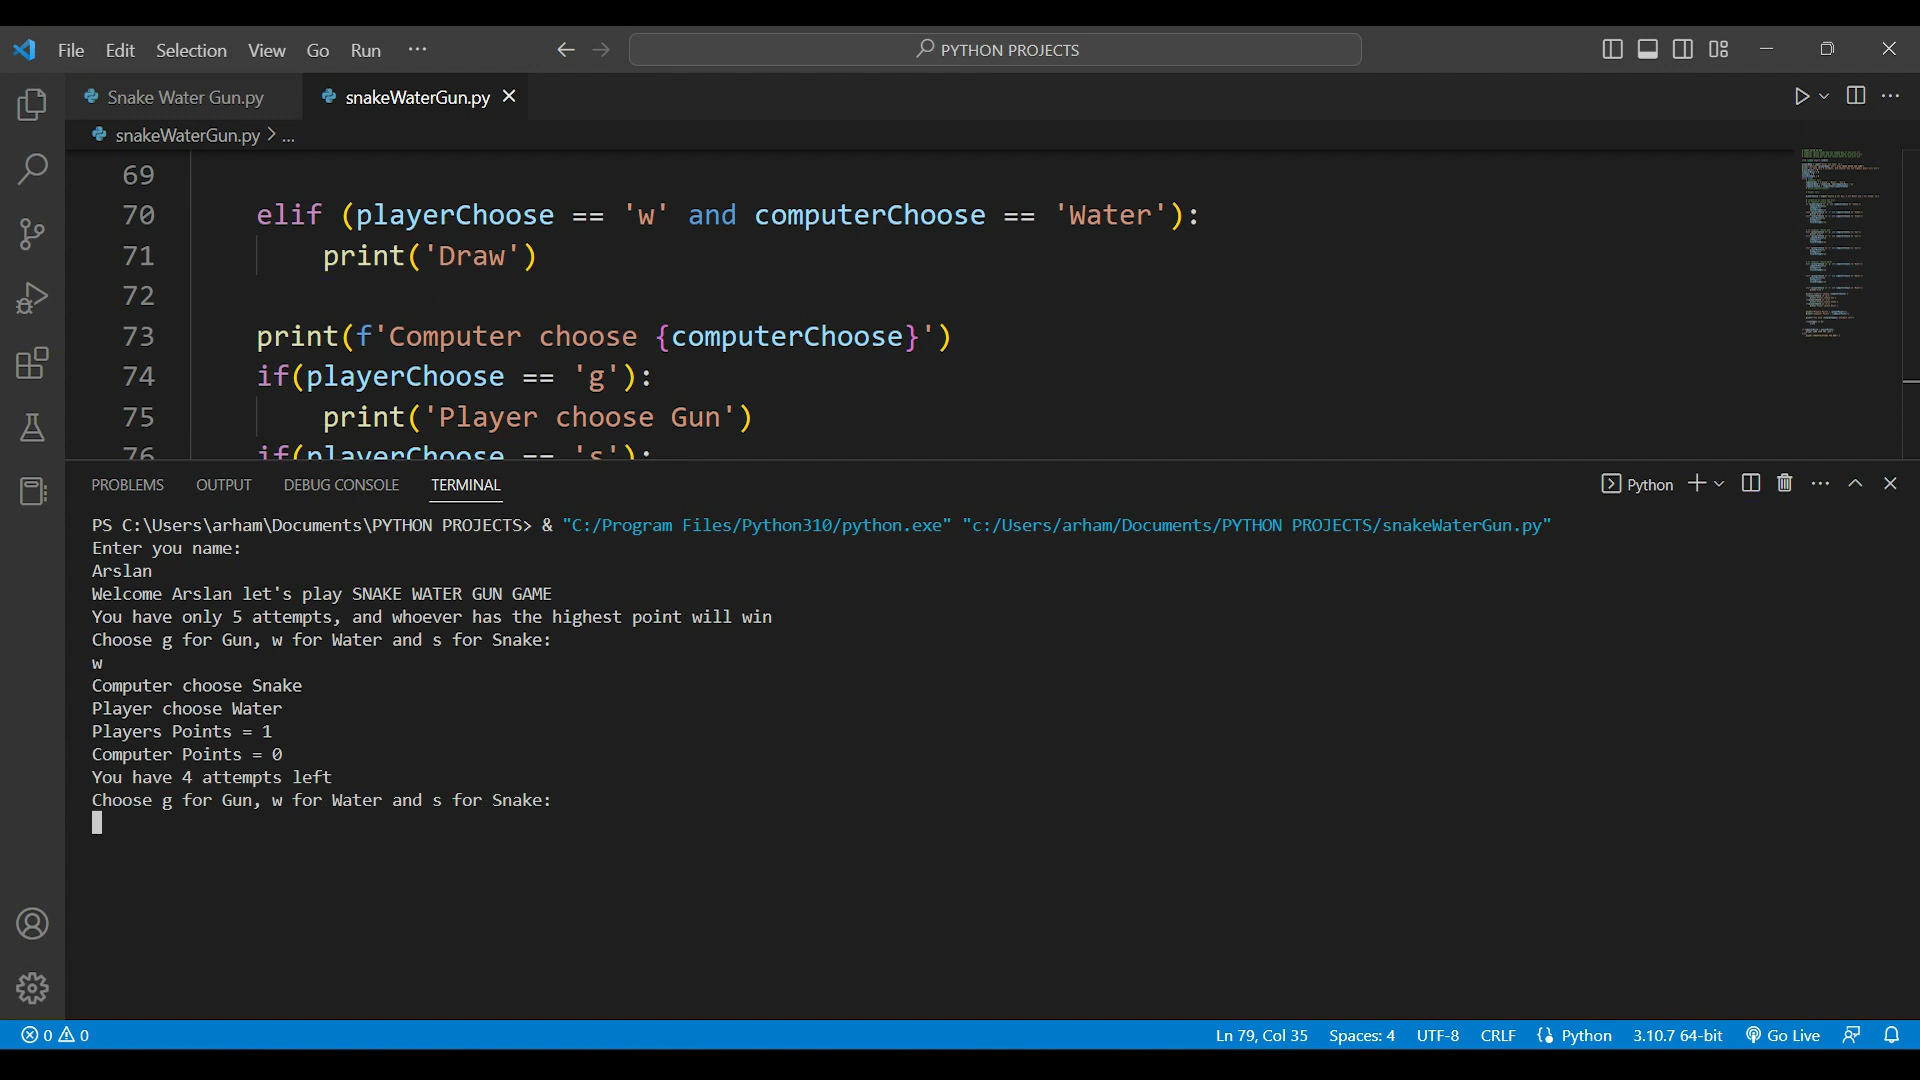 File Edit Selection View Go Run ···
PYTHON PROJECTS
Snake Water Gun.py
snakeWaterGun.py
snakeWaterGun.py > ...
69
70 elif (playerChoose == 'w' and computerChoose == 'Water'):
71 print('Draw')
72
73 print(f'Computer choose {computerChoose}')
74 if(playerChoose == 'g'):
75 print('Player choose Gun')
76 if(playerChoose == 's'):
PROBLEMS OUTPUT DEBUG CONSOLE TERMINAL
Python
PS C:\Users\arham\Documents\PYTHON PROJECTS> & "C:/Program Files/Python310/python.exe" "c:/Users/arham/Documents/PYTHON PROJECTS/snakeWaterGun.py"
Enter you name:
Arslan
Welcome Arslan let's play SNAKE WATER GUN GAME
You have only 5 attempts, and whoever has the highest point will win
Choose g for Gun, w for Water and s for Snake:
w
Computer choose Snake
Player choose Water
Players Points = 1
Computer Points = 0
You have 4 attempts left
Choose g for Gun, w for Water and s for Snake:
0 0
Ln 79, Col 35 Spaces: 4 UTF-8 CRLF Python 3.10.7 64-bit Go Live